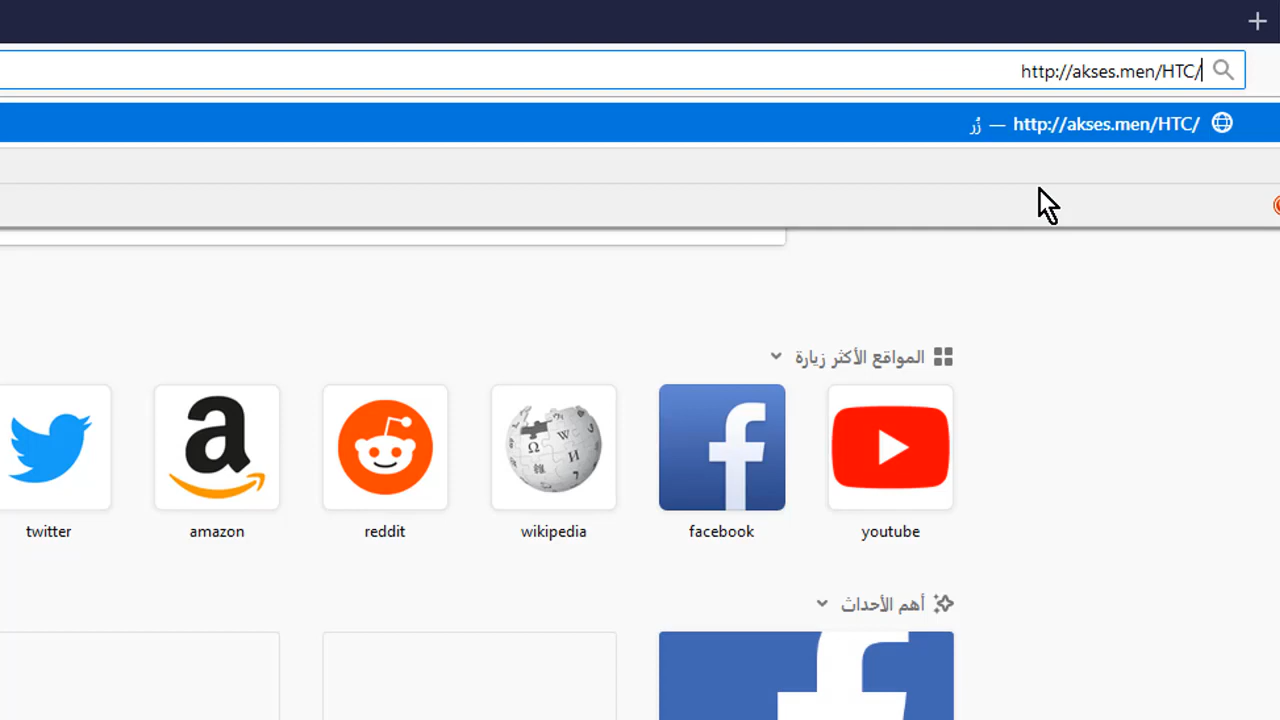 http://akses.men/HTC/
http://akses.men/HTC/ — زُر
المواقع الأكثر زيارة
youtube
facebook
wikipedia
reddit
amazon
twitter
أهم الأحداث